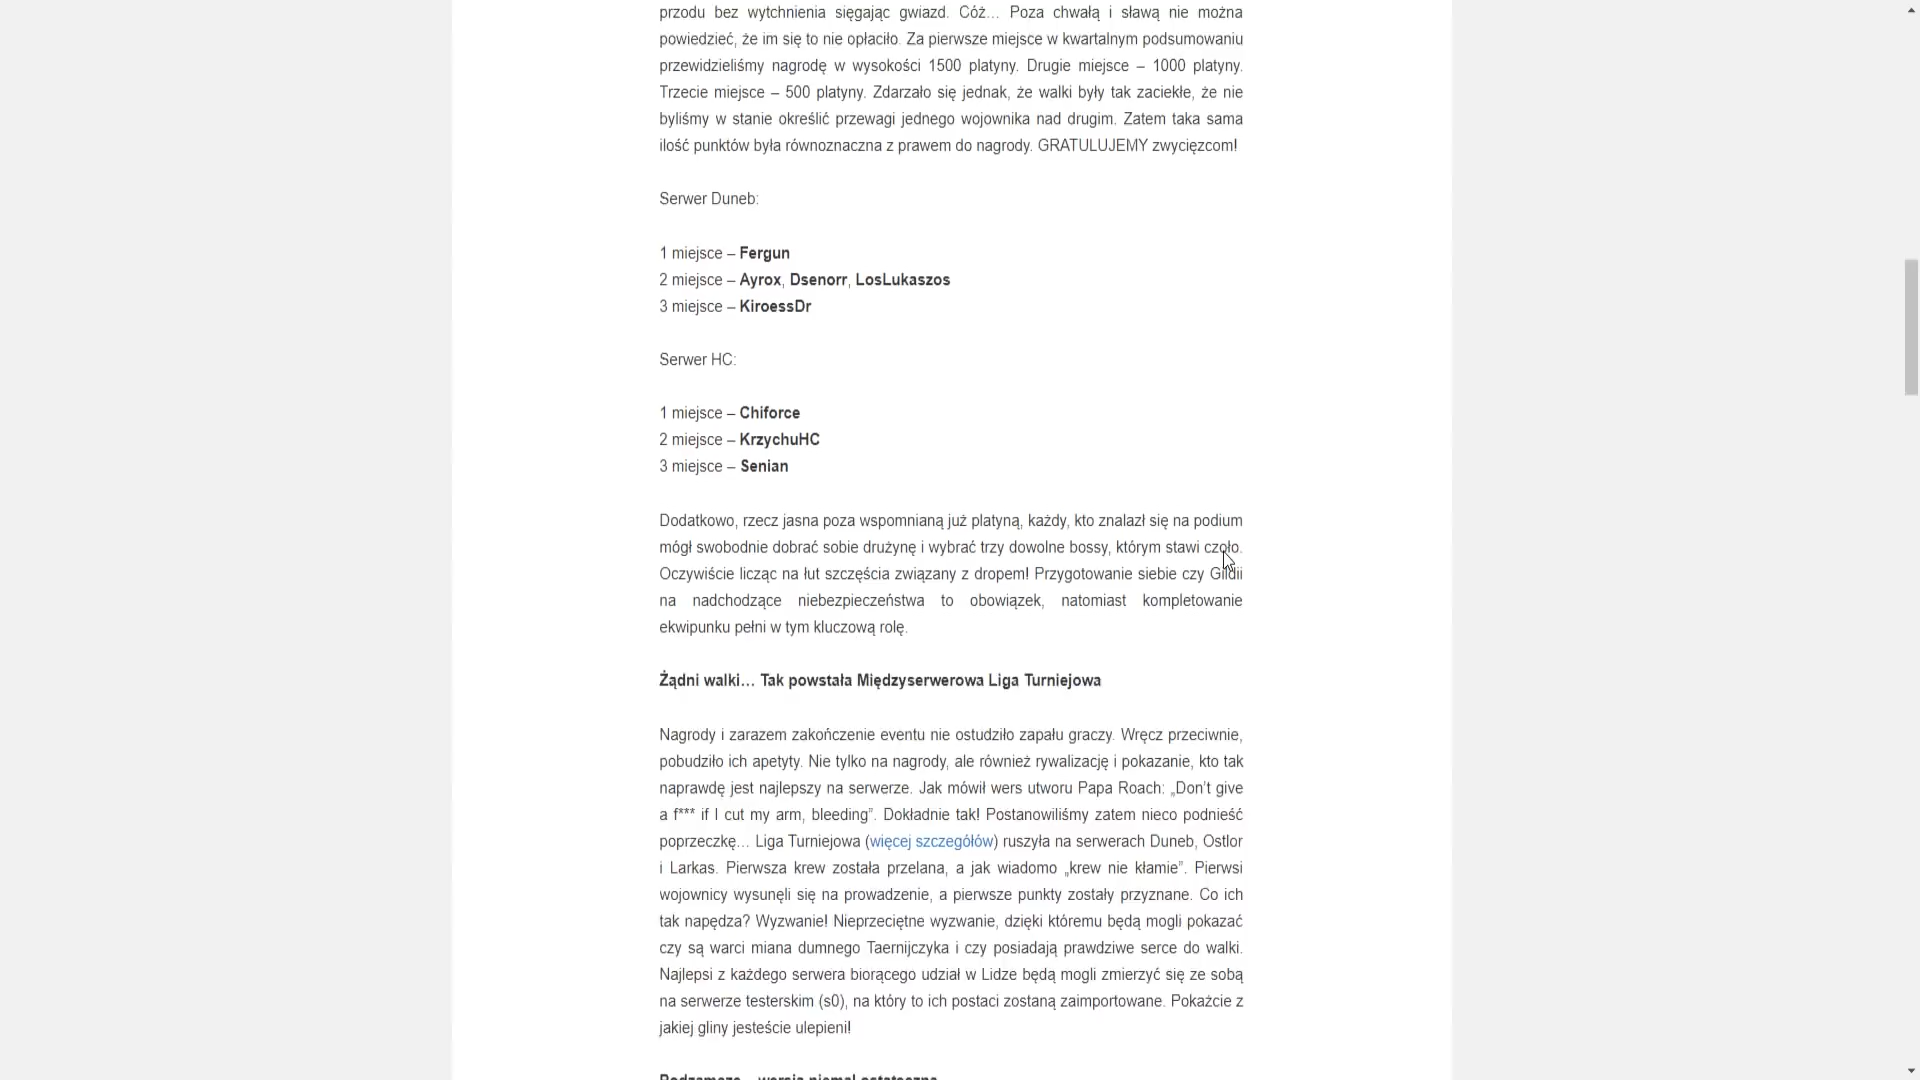 przodu bez wytchnienia sięgając gwiazd. Cóż… Poza chwałą i sławą nie można
powiedzieć, że im się to nie opłaciło. Za pierwsze miejsce w kwartalnym podsumowaniu
przewidzieliśmy nagrodę w wysokości 1500 platyny. Drugie miejsce – 1000 platyny.
Trzecie miejsce – 500 platyny. Zdarzało się jednak, że walki były tak zaciekłe, że nie
byliśmy w stanie określić przewagi jednego wojownika nad drugim. Zatem taka sama
ilość punktów była równoznaczna z prawem do nagrody. GRATULUJEMY zwycięzcom!
Serwer Duneb:
1 miejsce – Fergun
2 miejsce – Ayrox, Dsenorr, LosLukaszos
3 miejsce – KiroessDr
Serwer HC:
1 miejsce – Chiforce
2 miejsce – KrzychuHC
3 miejsce – Senian
Dodatkowo, rzecz jasna poza wspomnianą już platyną, każdy, kto znalazł się na podium
mógł swobodnie dobrać sobie drużynę i wybrać trzy dowolne bossy, którym stawi czoło.
Oczywiście licząc na łut szczęścia związany z dropem! Przygotowanie siebie czy Gildii
na nadchodzące niebezpieczeństwa to obowiązek, natomiast kompletowanie
ekwipunku pełni w tym kluczową rolę.
Żądni walki… Tak powstała Międzyserwerowa Liga Turniejowa
Nagrody i zarazem zakończenie eventu nie ostudziło zapału graczy. Wręcz przeciwnie,
pobudziło ich apetyty. Nie tylko na nagrody, ale również rywalizację i pokazanie, kto tak
naprawdę jest najlepszy na serwerze. Jak mówił wers utworu Papa Roach: „Don’t give
a f*** if I cut my arm, bleeding”. Dokładnie tak! Postanowiliśmy zatem nieco podnieść
poprzeczkę… Liga Turniejowa (więcej szczegółów) ruszyła na serwerach Duneb, Ostlor
i Larkas. Pierwsza krew została przelana, a jak wiadomo „krew nie kłamie”. Pierwsi
wojownicy wysunęli się na prowadzenie, a pierwsze punkty zostały przyznane. Co ich
tak napędza? Wyzwanie! Nieprzeciętne wyzwanie, dzięki któremu będą mogli pokazać
czy są warci miana dumnego Taernijczyka i czy posiadają prawdziwe serce do walki.
Najlepsi z każdego serwera biorącego udział w Lidze będą mogli zmierzyć się ze sobą
na serwerze testerskim (s0), na który to ich postaci zostaną zaimportowane. Pokażcie z
jakiej gliny jesteście ulepieni!
Podzamcze – wersja niemal ostateczna